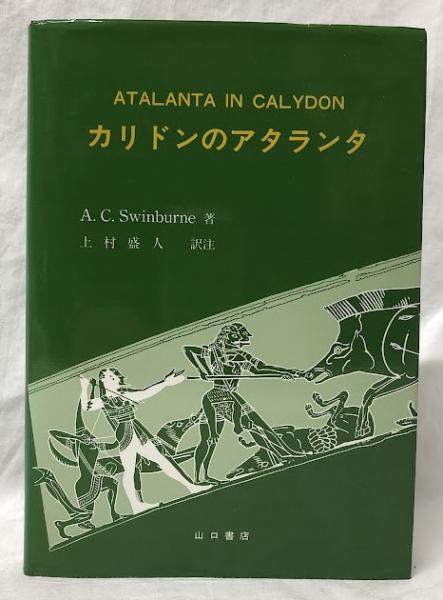 ATALANTA IN CALYDON
カリドンのアタランタ
A. C. Swinburne 著
上村盛人 訳注
山口書店